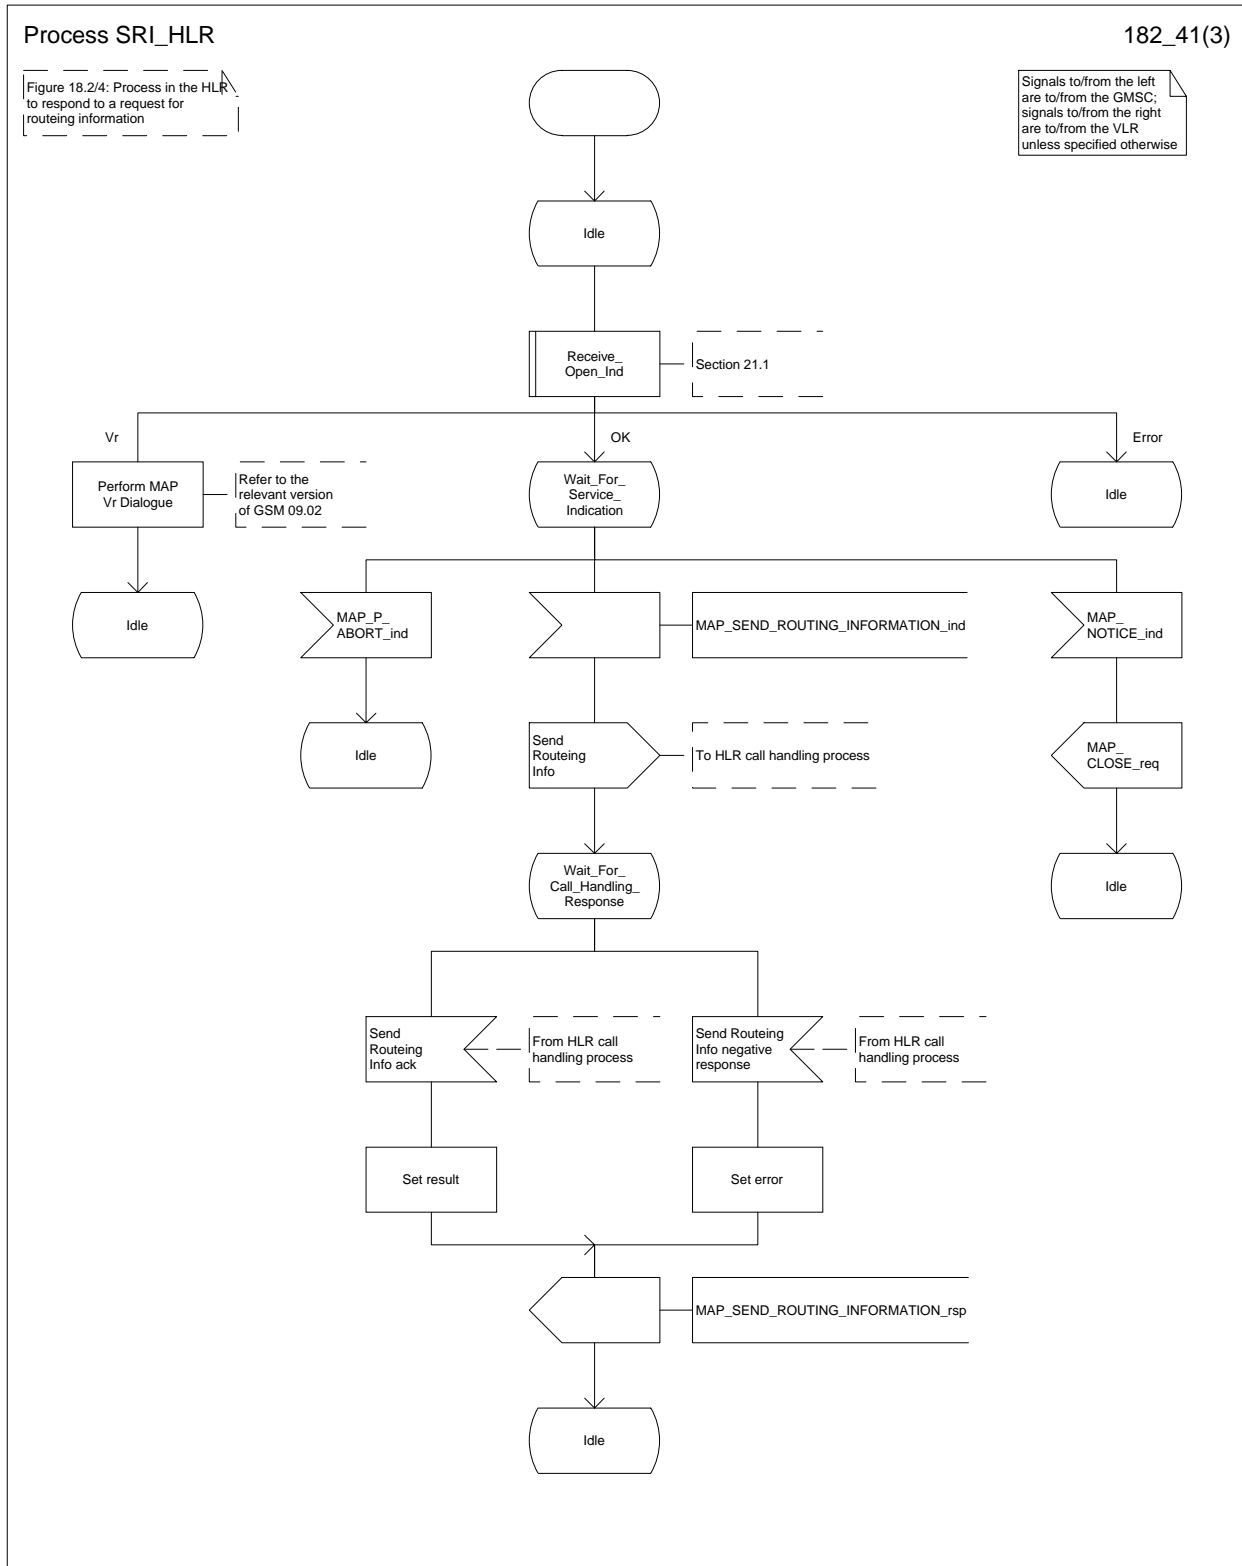 Process SRI_HLR
182_41(3)
Figure 18.2/4: Process in the HLR
to respond to a request for
routeing information
Signals to/from the left
are to/from the GMSC;
signals to/from the right
are to/from the VLR
unless specified otherwise
Idle
Receive_
Open_Ind
Section 21.1
Vr
OK
Error
Perform MAP
Vr Dialogue
Refer to the
relevant version
of GSM 09.02
Wait_For_
Service_
Indication
Idle
Idle
MAP_P_
ABORT_ind
MAP_SEND_ROUTING_INFORMATION_ind
MAP_
NOTICE_ind
Idle
Send
Routeing
Info
To HLR call handling process
MAP_
CLOSE_req
Wait_For_
Call_Handling_
Response
Idle
Send
Routeing
Info ack
From HLR call
handling process
Send Routeing
Info negative
response
From HLR call
handling process
Set result
Set error
MAP_SEND_ROUTING_INFORMATION_rsp
Idle